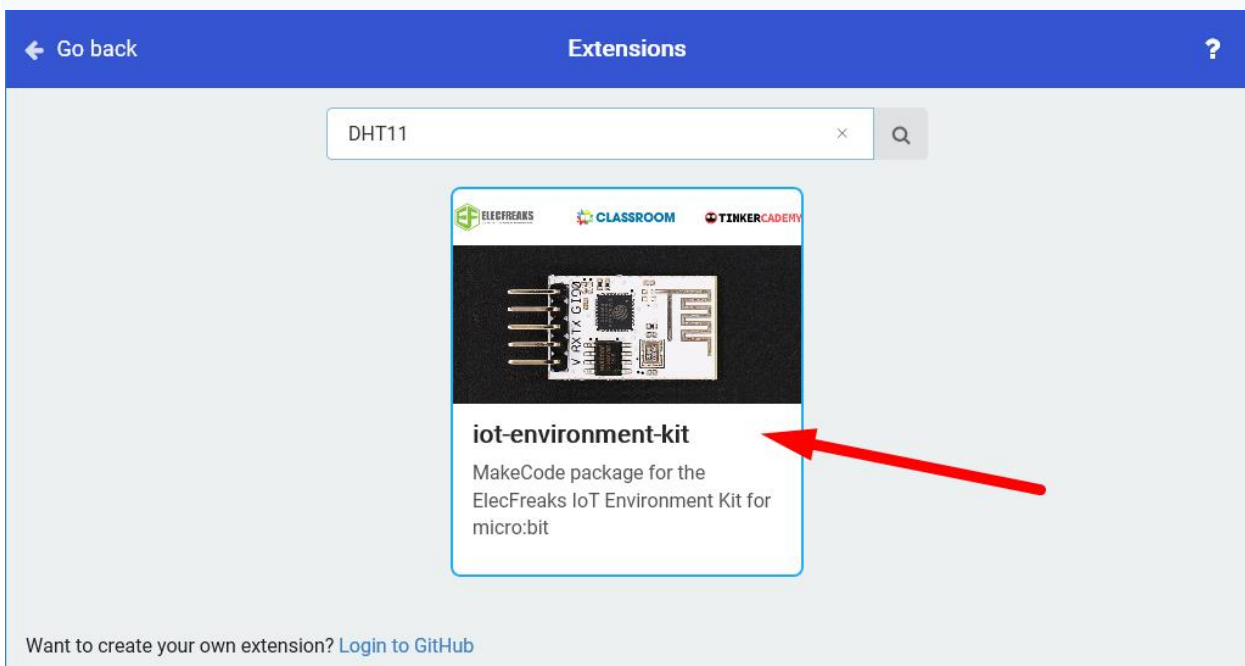 Go back
Extensions
?
DHT11
ELECFREAKS
CLASSROOM
TINKERCADEMY
V RX TX G IO0
iot-environment-kit
MakeCode package for the
ElecFreaks IoT Environment Kit for
micro:bit
Want to create your own extension? Login to GitHub